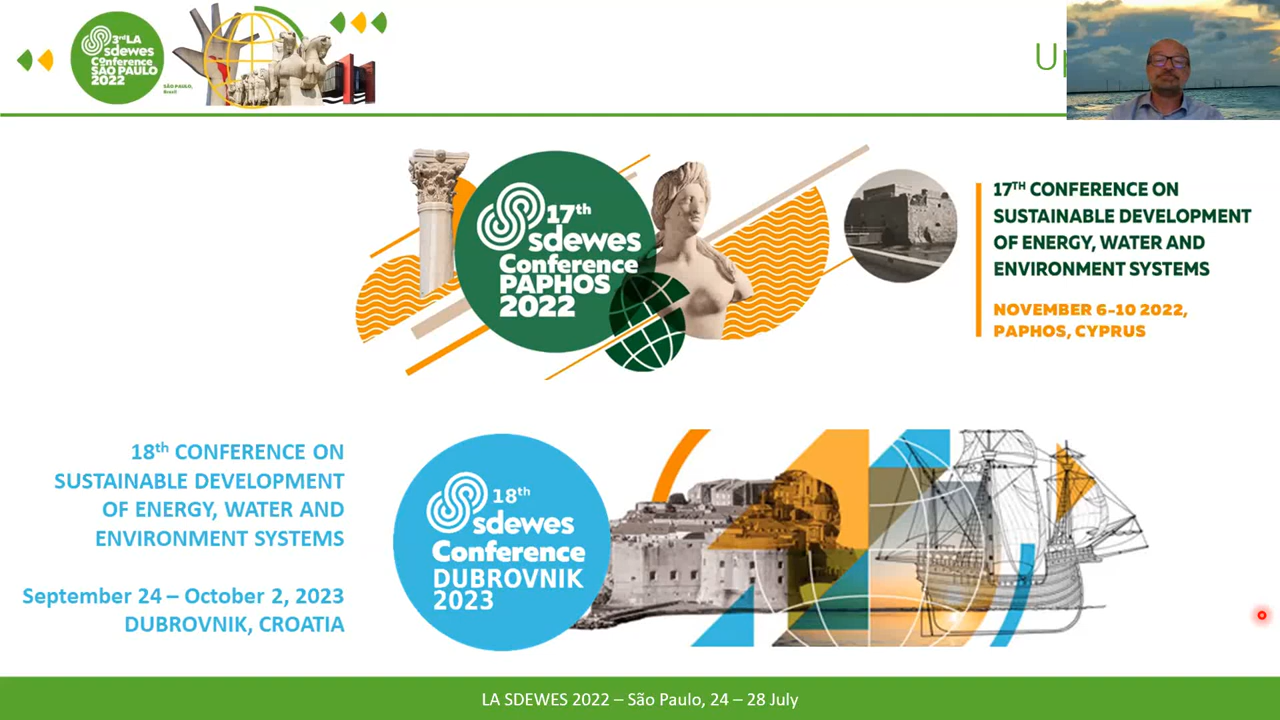 3rd LA
sdewes
Conference
SÃO PAULO
2022
SÃO PAULO,
Brazil
17th
sdewes
Conference
PAPHOS
2022
17TH CONFERENCE ON
SUSTAINABLE DEVELOPMENT
OF ENERGY, WATER AND
ENVIRONMENT SYSTEMS
NOVEMBER 6-10 2022,
PAPHOS, CYPRUS
18th CONFERENCE ON
SUSTAINABLE DEVELOPMENT
OF ENERGY, WATER AND
ENVIRONMENT SYSTEMS
September 24 – October 2, 2023
DUBROVNIK, CROATIA
18th
sdewes
Conference
DUBROVNIK
2023
LA SDEWES 2022 – São Paulo, 24 – 28 July